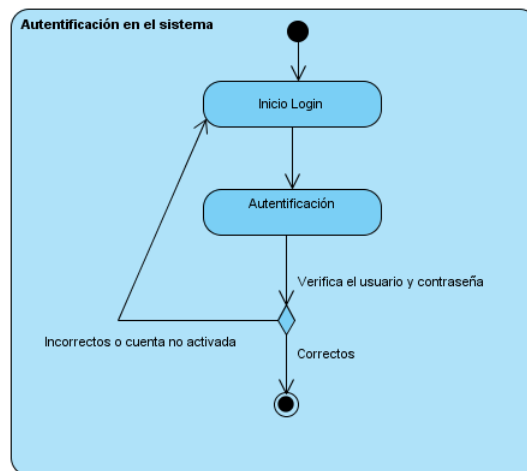 Autentificación en el sistema
Inicio Login
Autentificación
Verifica el usuario y contraseña
Incorrectos o cuenta no activada
Correctos